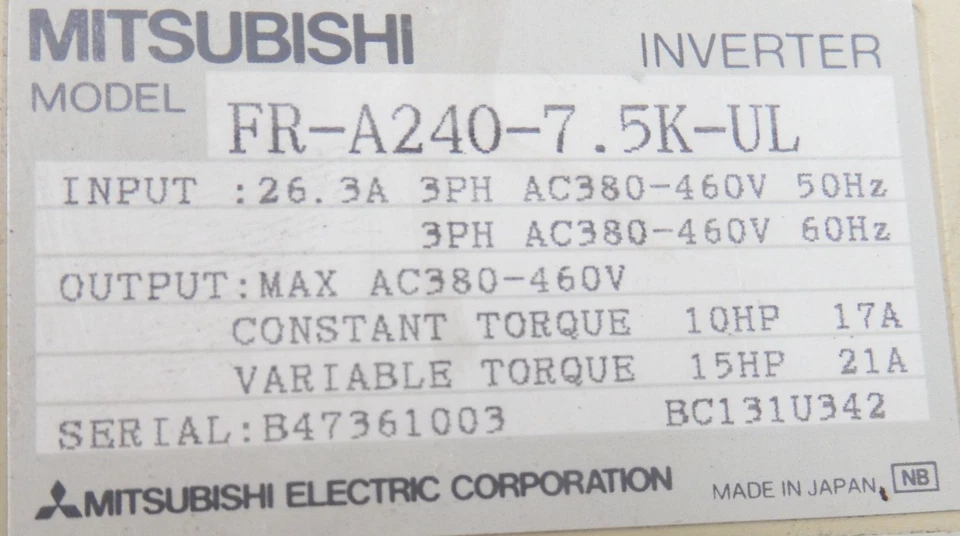 MITSUBISHI
INVERTER
MODEL FR-A240-7.5K-UL
INPUT :26.3A 3PH AC380-460V 50Hz
3PH AC380-460V 60Hz
OUTPUT:MAX AC380-460V
CONSTANT TORQUE 10HP 17A
VARIABLE TORQUE 15HP 21A
SERIAL:B47361003 BC131U342
MITSUBISHI ELECTRIC CORPORATION MADE IN JAPAN NB